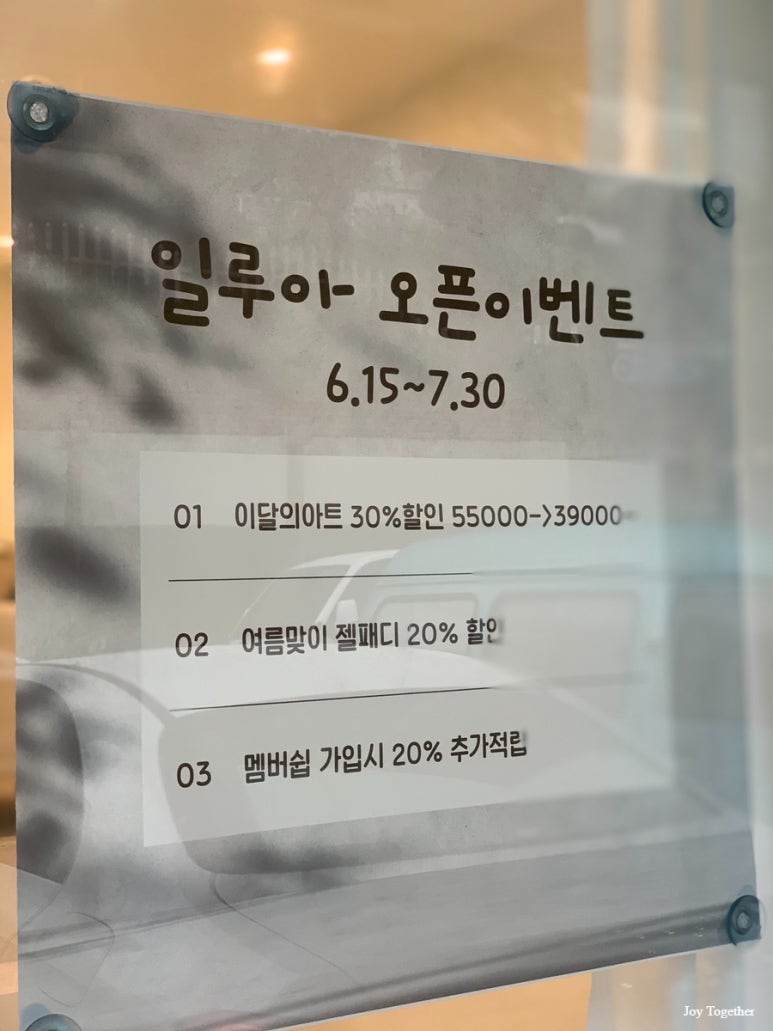 일루아 오픈이벤트
6.15~7.30
01 이달의아트 30%할인 55000->39000
02 여름맞이 젤패디 20% 할인
03 멤버쉽 가입시 20% 추가적립
Joy Together